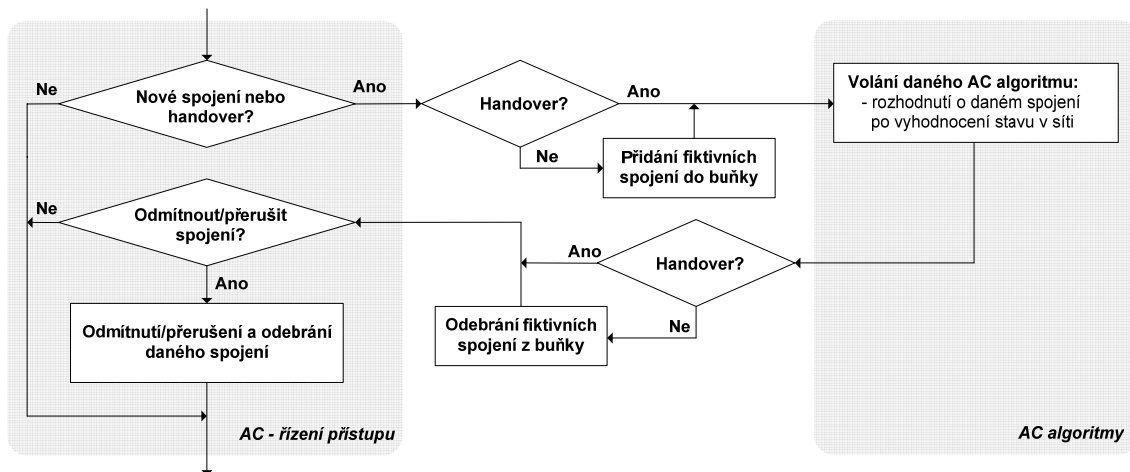 Ne
Nové spojení nebo
handover?
Ano
Handover?
Ano
Ne
Přidání fiktivních
spojení do buňky
Volání daného AC algoritmu:
- rozhodnutí o daném spojení
po vyhodnocení stavu v síti
Ne
Odmítnout/přerušit
spojení?
Ano
Ano
Handover?
Ne
Odebrání fiktivních
spojení z buňky
Odmítnutí/přerušení a odebrání
daného spojení
AC - řízení přístupu
AC algoritmy